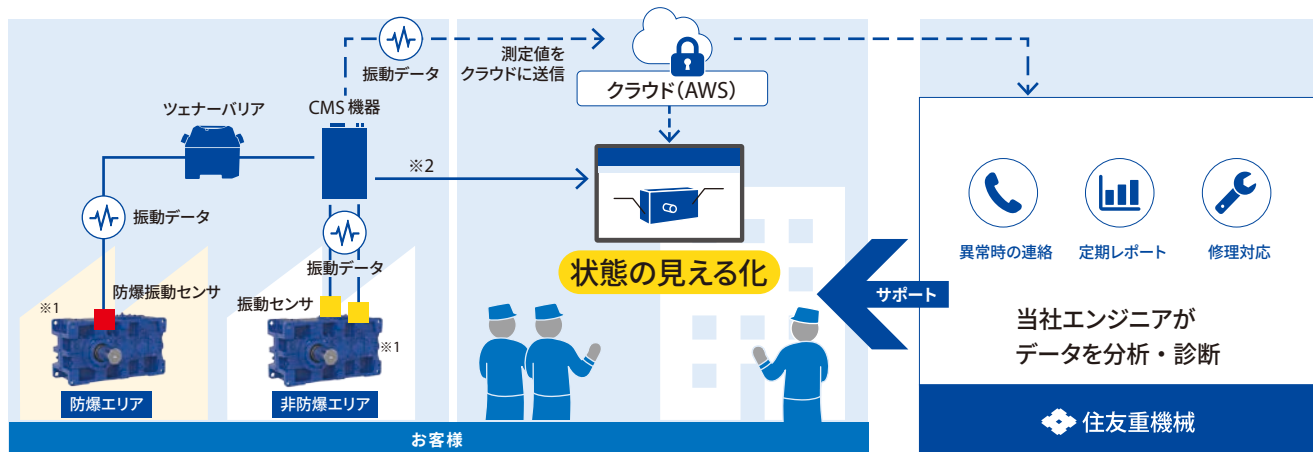 振動データ
測定値を
クラウドに送信
クラウド(AWS)
ツェナーバリア
CMS 機器
※2
振動データ
振動データ
状態の見える化
※1
防爆振動センサ
振動センサ
※1
防爆エリア
非防爆エリア
お客様
サポート
異常時の連絡
定期レポート
修理対応
当社エンジニアが
データを分析・診断
住友重機械